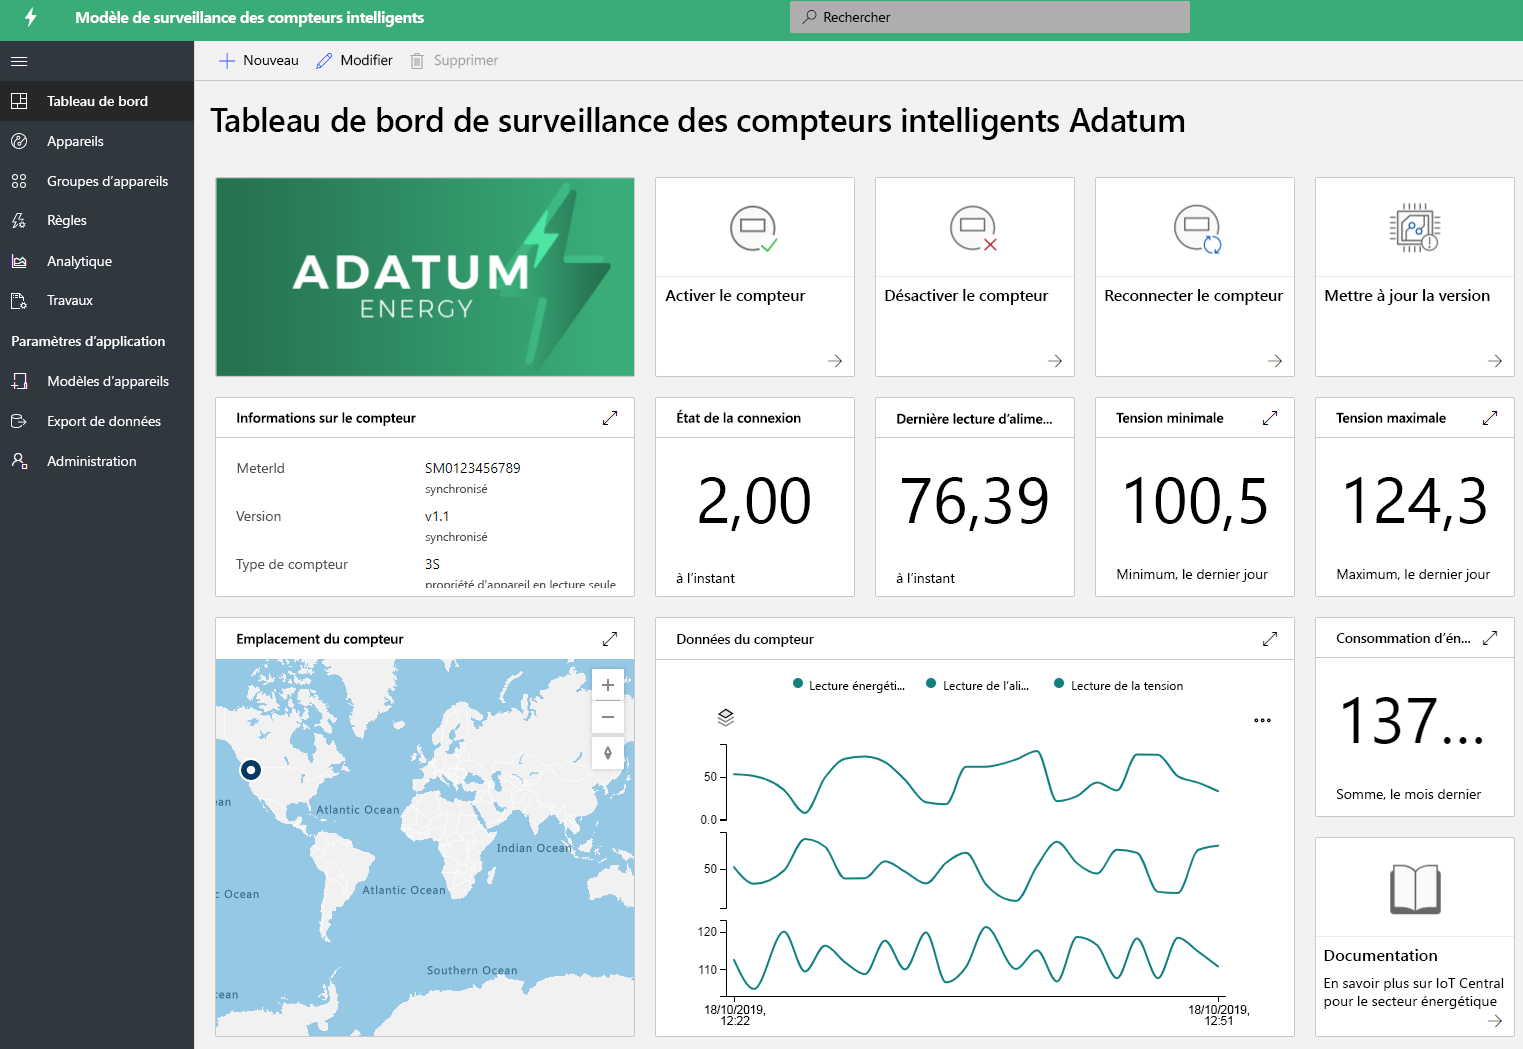 Modèle de surveillance des compteurs intelligents
Rechercher
Nouveau
Modifier
Supprimer
Tableau de bord
Appareils
Groupes d’appareils
Règles
Analytique
Travaux
Paramètres d’application
Modèles d’appareils
Export de données
Administration
Tableau de bord de surveillance des compteurs intelligents Adatum
ADATUM
ENERGY
Activer le compteur
Désactiver le compteur
Reconnecter le compteur
Mettre à jour la version
Informations sur le compteur
MeterId
SM0123456789
synchronisé
Version
v1.1
synchronisé
Type de compteur
3S
propriété d’appareil en lecture seule
État de la connexion
2,00
à l’instant
Dernière lecture d’alime...
76,39
à l’instant
Tension minimale
100,5
Minimum, le dernier jour
Tension maximale
124,3
Maximum, le dernier jour
Emplacement du compteur
ean
Atlantic Ocean
Indian Ocean
c Ocean
Atlantic Ocean
Southern Ocean
cean
Données du compteur
Lecture énergéti...
Lecture de l’ali...
Lecture de la tension
50
0.0
50
120
110
18/10/2019,
12:22
18/10/2019,
12:51
Consommation d’én...
137...
Somme, le mois dernier
Documentation
En savoir plus sur IoT Central
pour le secteur énergétique